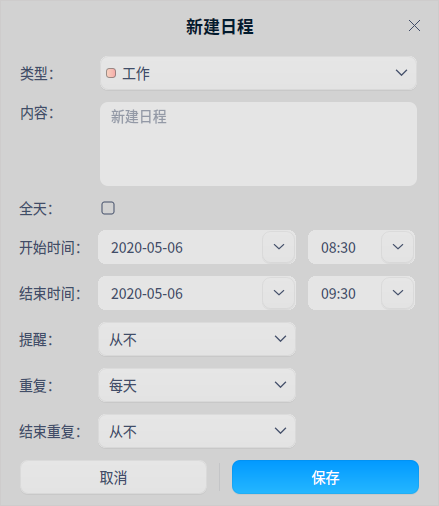 新建日程
类型： 工作
内容： 新建日程
全天：
开始时间： 2020-05-06 08:30
结束时间： 2020-05-06 09:30
提醒： 从不
重复： 每天
结束重复： 从不
取消 保存